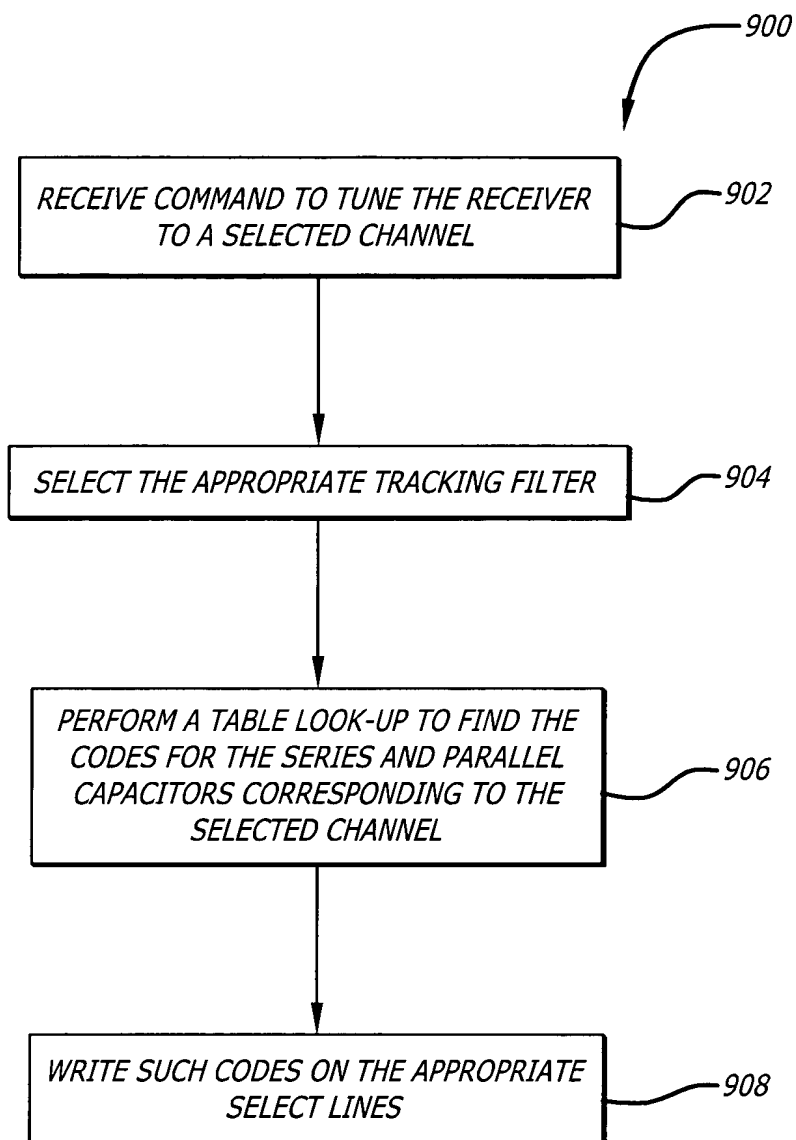 900
RECEIVE COMMAND TO TUNE THE RECEIVER
TO A SELECTED CHANNEL
902
SELECT THE APPROPRIATE TRACKING FILTER
904
PERFORM A TABLE LOOK-UP TO FIND THE
CODES FOR THE SERIES AND PARALLEL
CAPACITORS CORRESPONDING TO THE
SELECTED CHANNEL
906
WRITE SUCH CODES ON THE APPROPRIATE
SELECT LINES
908